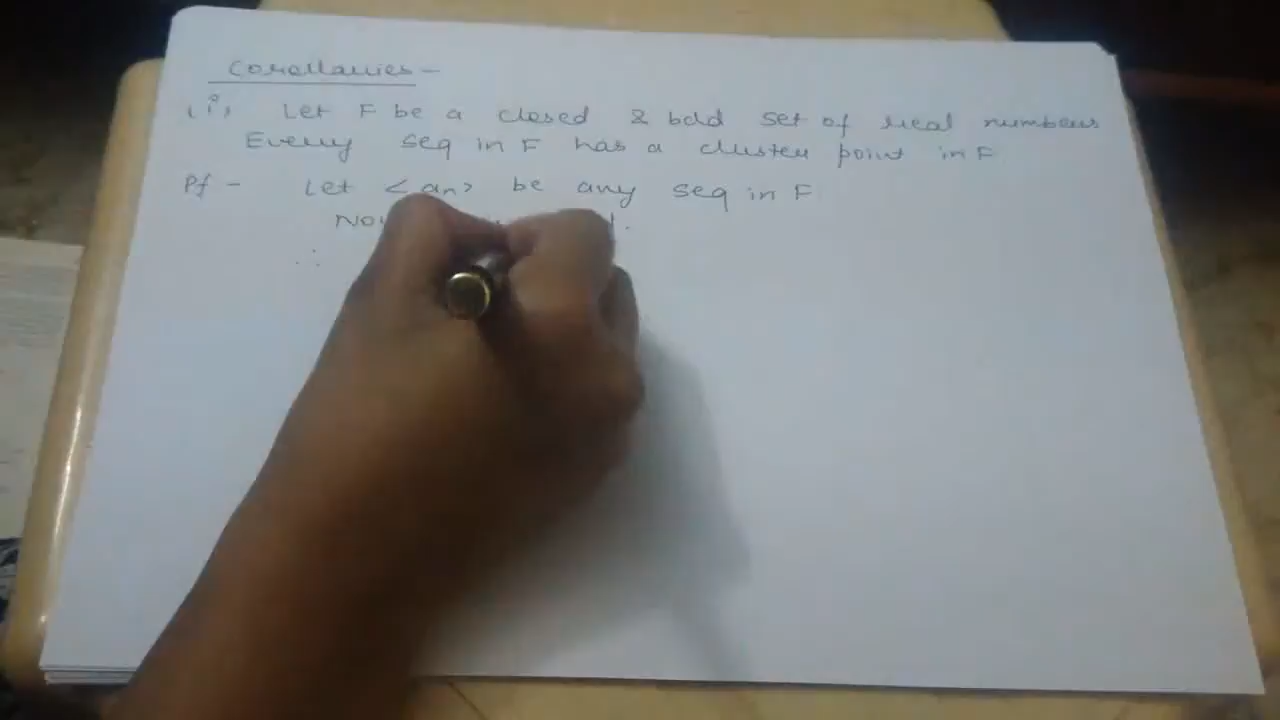 Corollaries -
(i) Let F be a closed & bdd set of real numbers
Every seq in F has a cluster point in F
Pf - Let <an> be any seq in F
∴